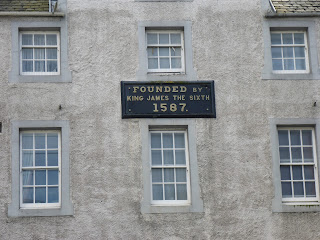 FOUNDED BY
KING JAMES THE SIXTH
1587.